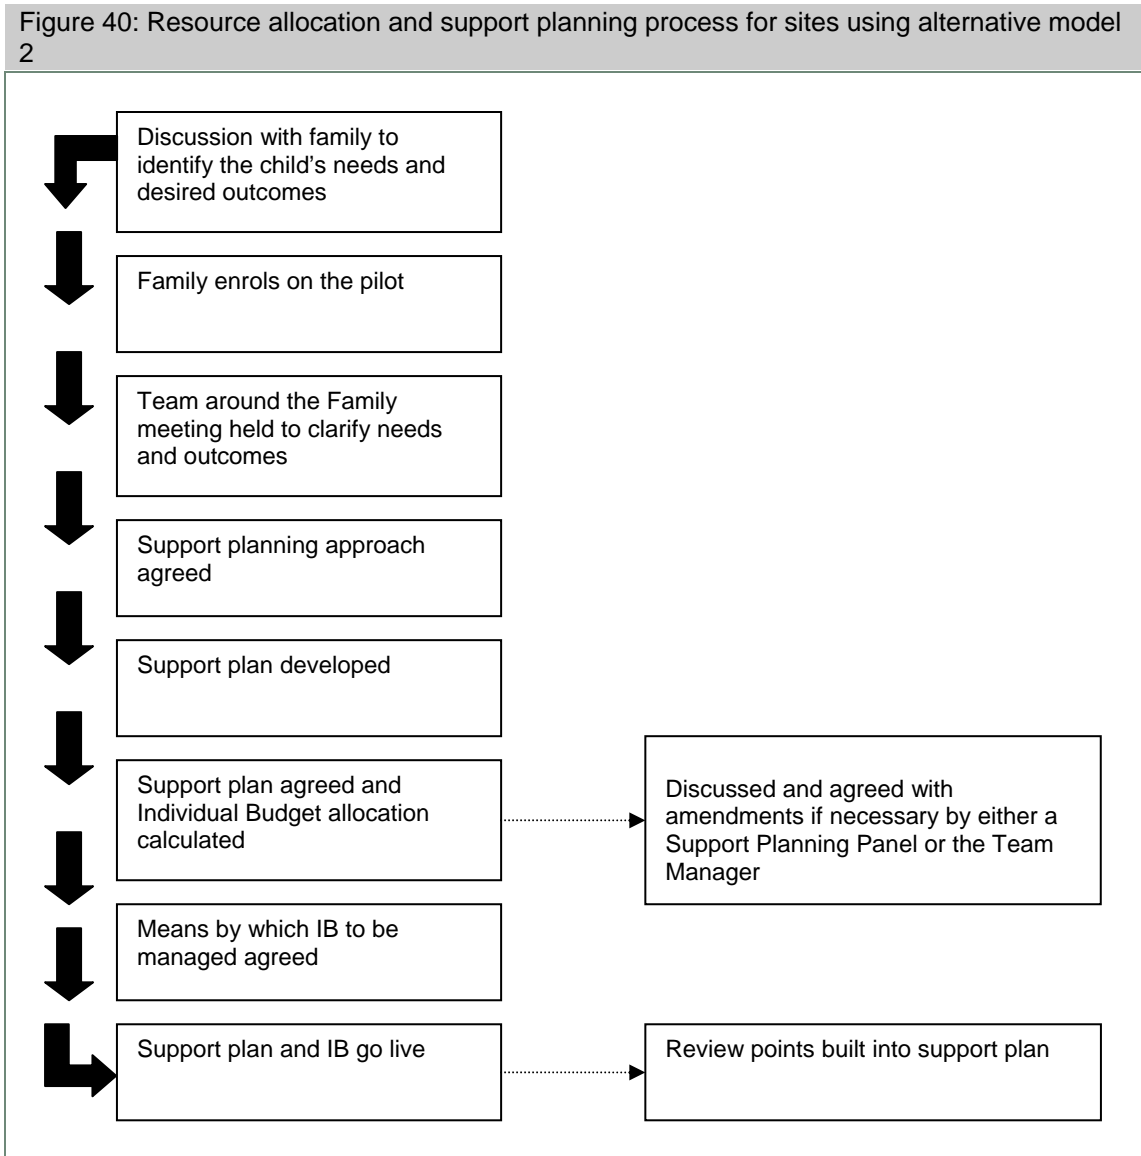 Figure 40: Resource allocation and support planning process for sites using alternative model
2
Discussion with family to
identify the child's needs and
desired outcomes
Family enrols on the pilot
Team around the Family
meeting held to clarify needs
and outcomes
Support planning approach
agreed
Support plan developed
Support plan agreed and
Individual Budget allocation
calculated
Discussed and agreed with
amendments if necessary by either a
Support Planning Panel or the Team
Manager
Means by which IB to be
managed agreed
Support plan and IB go live
Review points built into support plan